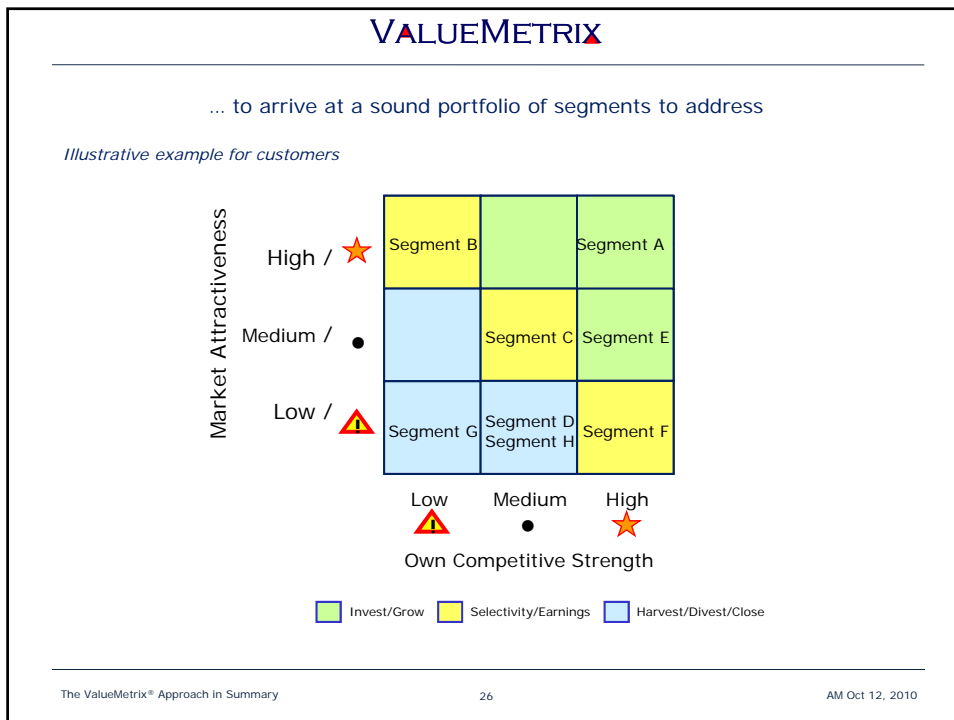 VALUEMETRIX
... to arrive at a sound portfolio of segments to address
Illustrative example for customers
Market Attractiveness
High /
Medium /
Low /
Segment B
Segment A
Segment C
Segment E
Segment G
Segment D
Segment H
Segment F
Low
Medium
High
Own Competitive Strength
Invest/Grow
Selectivity/Earnings
Harvest/Divest/Close
The ValueMetrix® Approach in Summary
26
AM Oct 12, 2010